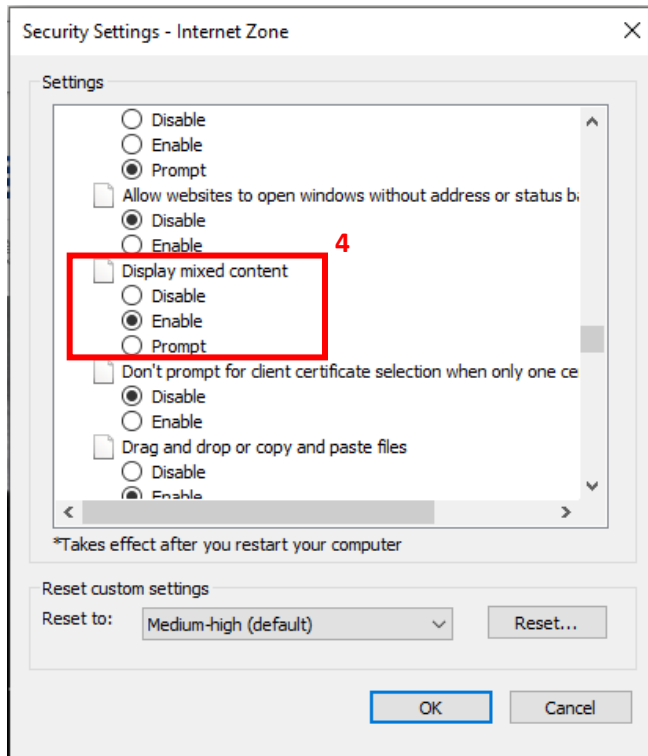 Security Settings - Internet Zone
Settings
Disable
Enable
Prompt
Allow websites to open windows without address or status
Disable
Enable
4
Display mixed content
Disable
Enable
Prompt
Don't prompt for client certificate selection when only one
Disable
Enable
Drag and drop or copy and paste files
Disable
Enable
*Takes effect after you restart your computer
Reset custom settings
Reset to:
Medium-high (default)
Reset...
OK
Cancel